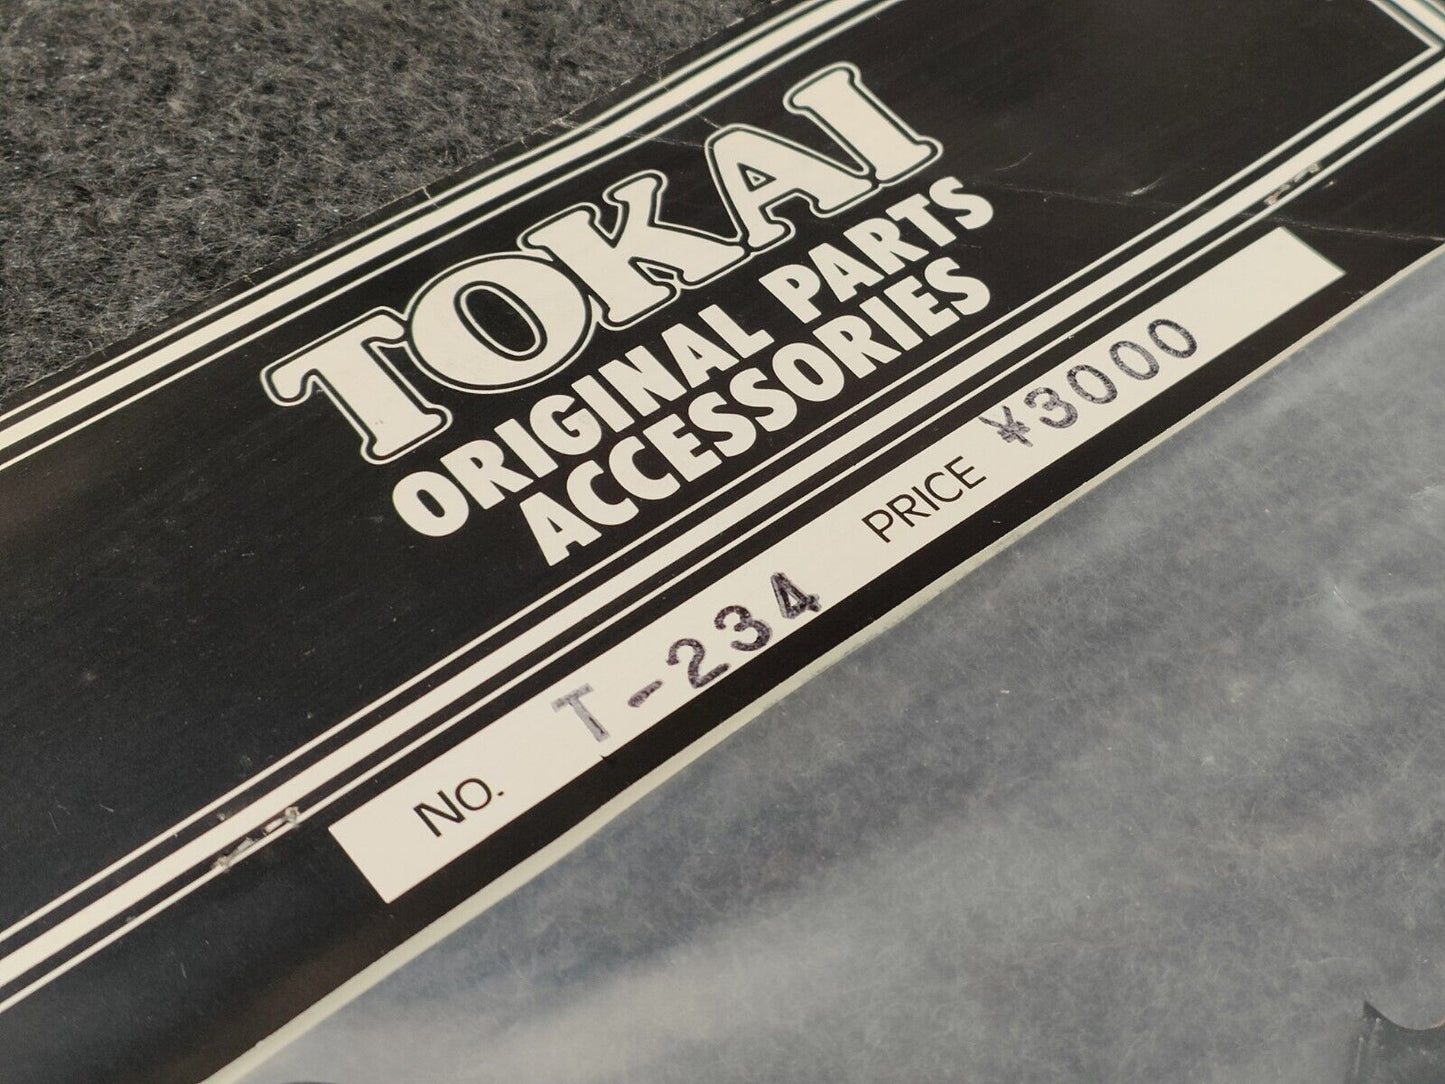 TOKAI
ORIGINAL PARTS
ACCESSORIES
NO. T-234 PRICE ¥3000